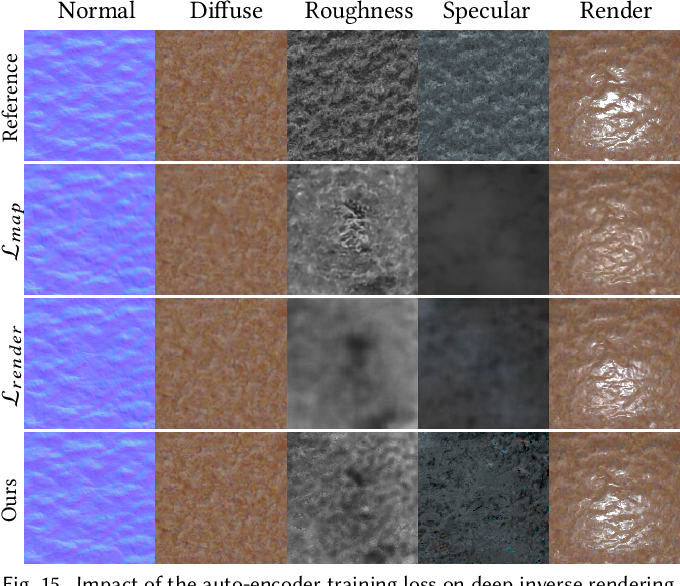 Normal Diffuse Roughness Specular Render
Reference
ℒmap
ℒrender
Ours
Fig. 15. Impact of the auto-encoder training loss on deep inverse rendering